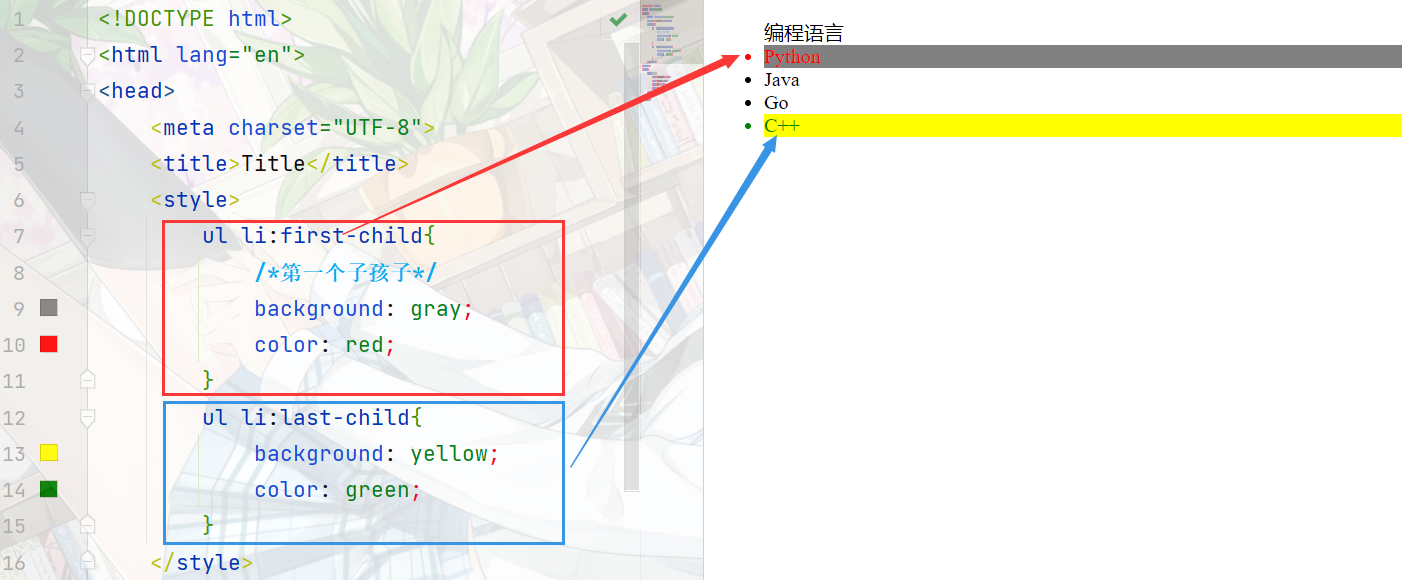 1 <!DOCTYPE html>
2 <html lang="en">
3 <head>
4 <meta charset="UTF-8">
5 <title>Title</title>
6 <style>
7 ul li:first-child{
8 /*第一个子孩子*/
9 background: gray;
10 color: red;
11 }
12 ul li:last-child{
13 background: yellow;
14 color: green;
15 }
16 </style>
编程语言
Python
Java
Go
C++